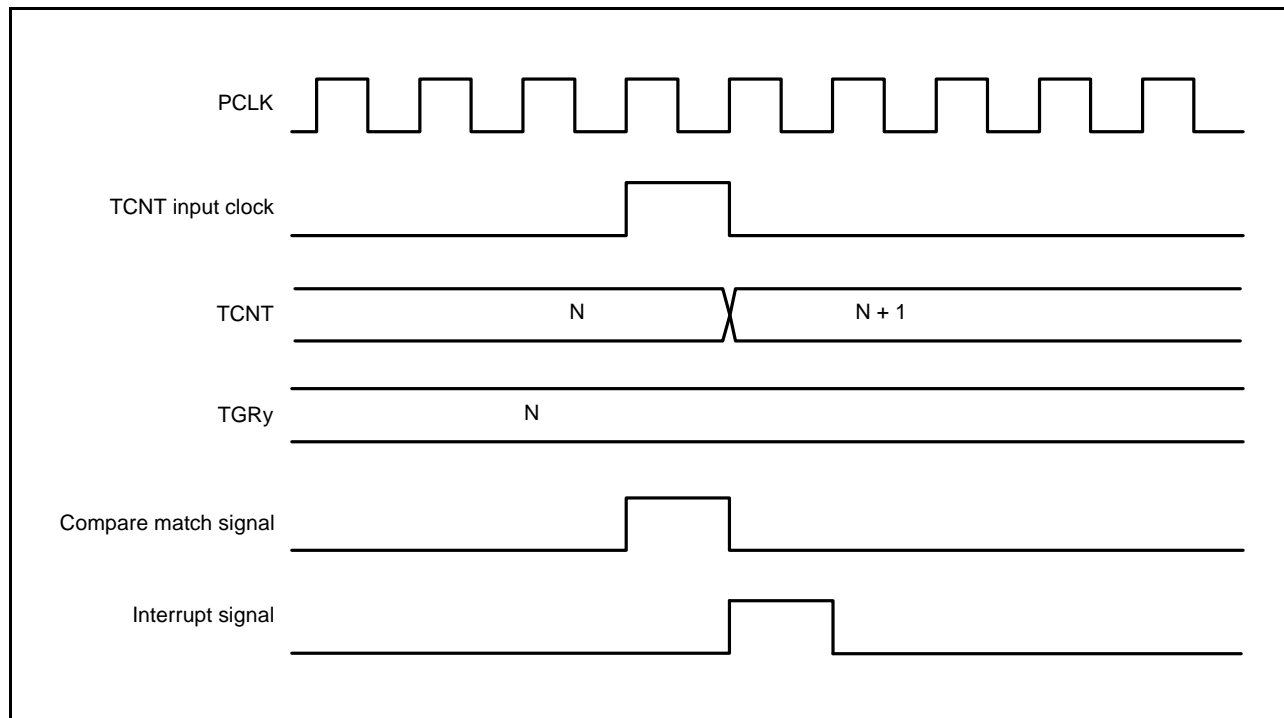 PCLK
TCNT input clock
TCNT
N
N + 1
TGRy
N
Compare match signal
Interrupt signal